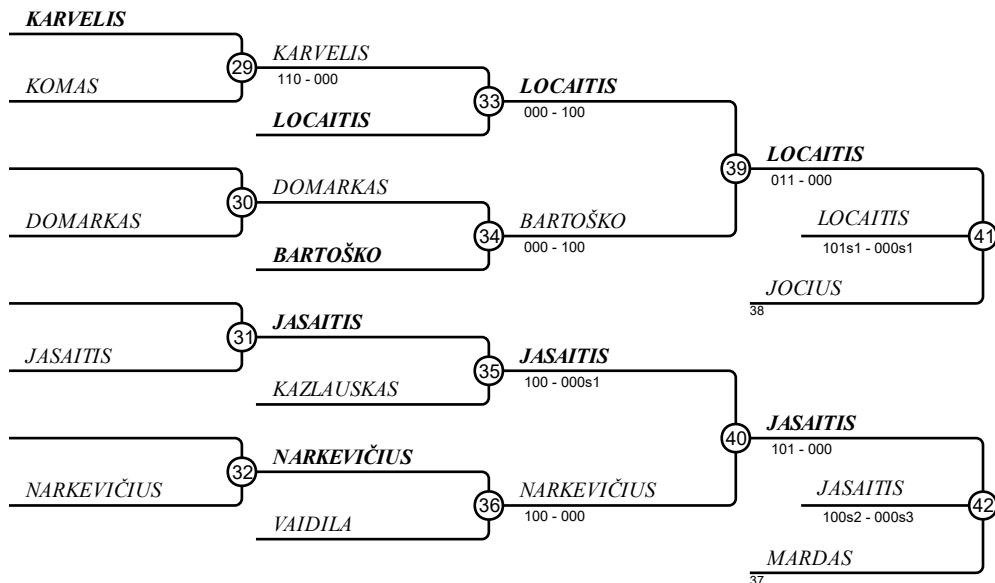 KARVELIS
KOMAS
29
KARVELIS
110 - 000
LOCAITIS
33
LOCAITIS
000 - 100
DOMARKAS
30
DOMARKAS
BARTOŠKO
34
BARTOŠKO
000 - 100
39
LOCAITIS
011 - 000
LOCAITIS
101s1 - 000s1
41
JOCIUS
38
JASAITIS
31
JASAITIS
KAZLAUSKAS
35
JASAITIS
100 - 000s1
NARKEVIČIUS
32
NARKEVIČIUS
VAIDILA
36
NARKEVIČIUS
100 - 000
40
JASAITIS
101 - 000
JASAITIS
100s2 - 000s3
42
MARDAS
37